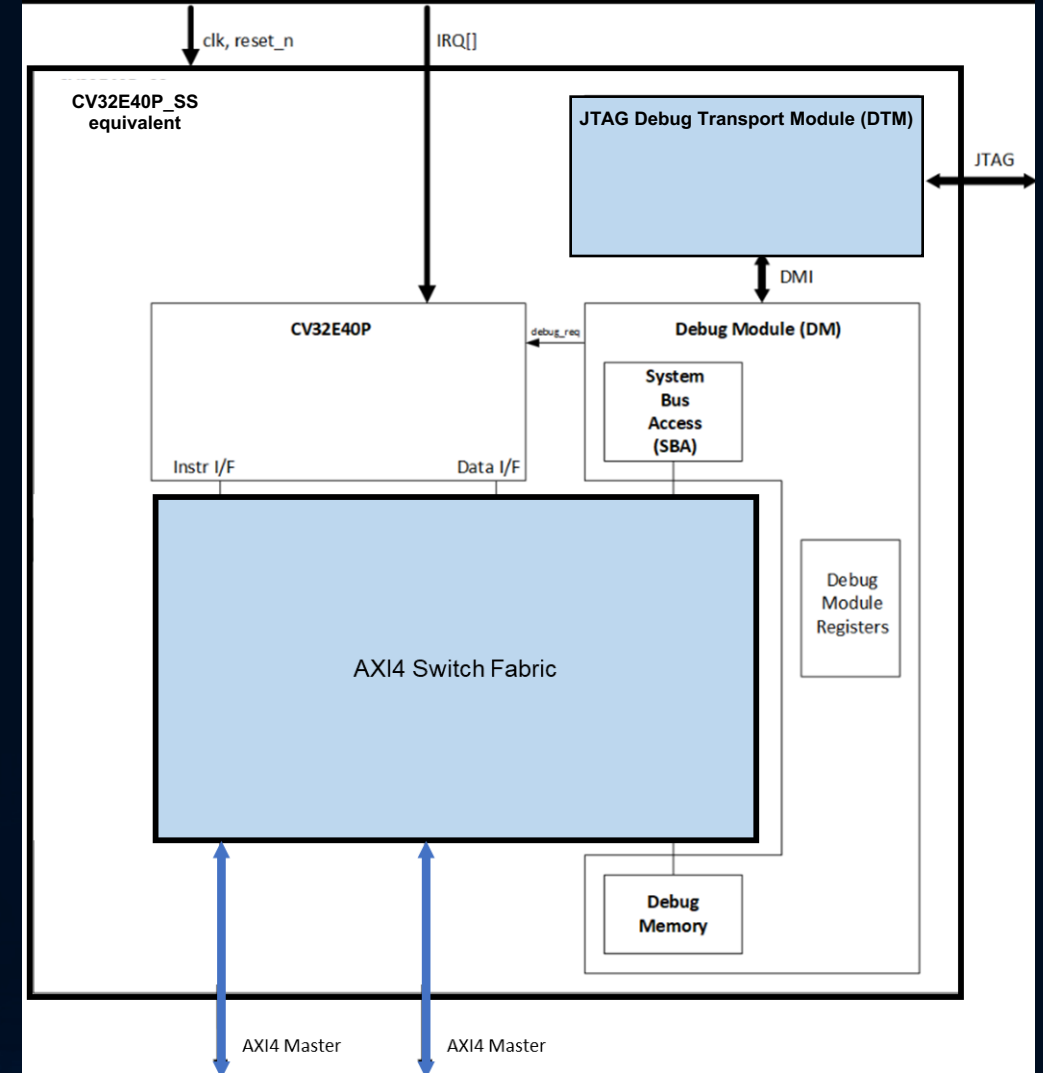 clk, reset_n
IRQ[]
CV32E40P_SS
equivalent
JTAG Debug Transport Module (DTM)
JTAG
DMI
CV32E40P
debug_req
Debug Module (DM)
System
Bus
Access
(SBA)
Instr I/F
Data I/F
Debug
Module
Registers
AXI4 Switch Fabric
Debug
Memory
AXI4 Master
AXI4 Master